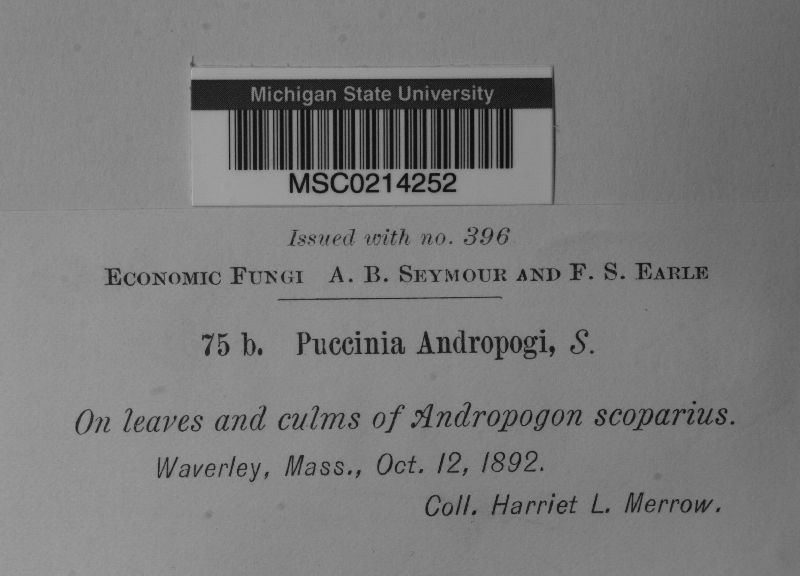 Michigan State University
MSC0214252
Issued with no. 396
Economic Fungi A. B. Seymour and F. S. Earle
75 b. Puccinia Andropogi, S.
On leaves and culms of Andropogon scoparius.
Waverley, Mass., Oct. 12, 1892.
Coll. Harriet L. Merrow.